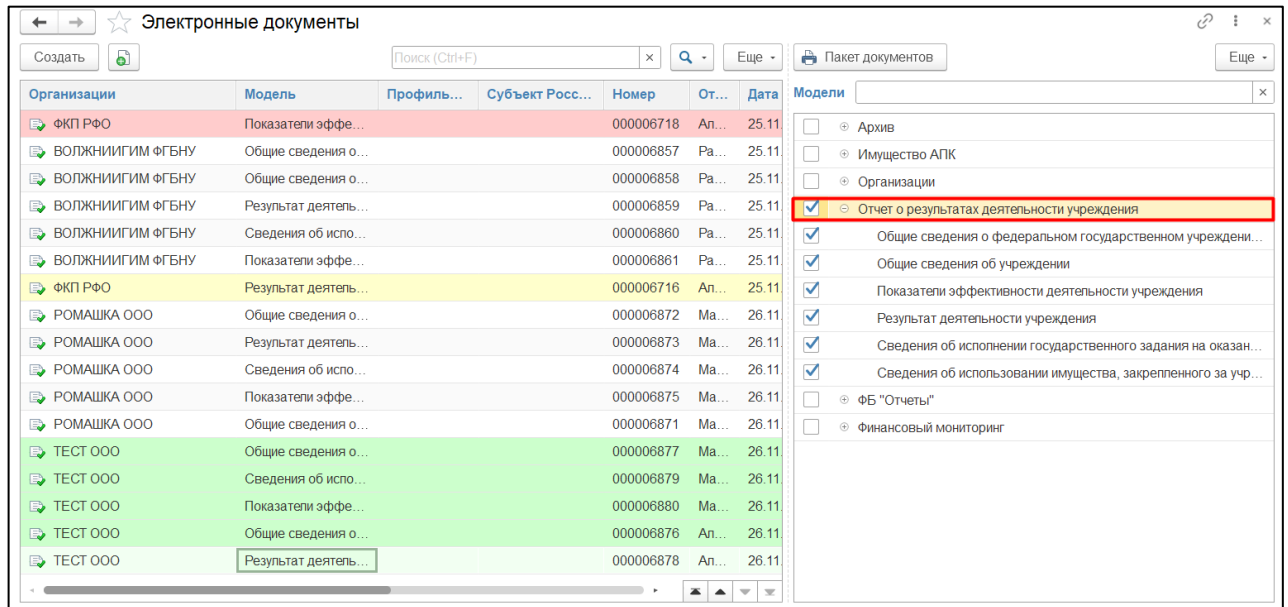 Электронные документы
Создать Поиск (Ctrl+F) × Еще Пакет документов Еще
Организации Модель Профиль... Субъект Росс... Номер От... Дата
ФКП РФО Показатели эффе... 000006718 Ал... 25.11.
ВОЛЖНИИГИМ ФГБНУ Общие сведения о... 000006857 Ра... 25.11.
ВОЛЖНИИГИМ ФГБНУ Общие сведения о... 000006858 Ра... 25.11.
ВОЛЖНИИГИМ ФГБНУ Результат деятель... 000006859 Ра... 25.11.
ВОЛЖНИИГИМ ФГБНУ Сведения об испо... 000006860 Ра... 25.11.
ВОЛЖНИИГИМ ФГБНУ Показатели эффе... 000006861 Ра... 25.11.
ФКП РФО Результат деятель... 000006716 Ал... 25.11.
РОМАШКА ООО Общие сведения о... 000006872 Ма... 26.11.
РОМАШКА ООО Результат деятель... 000006873 Ма... 26.11.
РОМАШКА ООО Сведения об испо... 000006874 Ма... 26.11.
РОМАШКА ООО Показатели эффе... 000006875 Ма... 26.11.
РОМАШКА ООО Общие сведения о... 000006871 Ма... 26.11.
ТЕСТ ООО Общие сведения о... 000006877 Ма... 26.11.
ТЕСТ ООО Сведения об испо... 000006879 Ма... 26.11.
ТЕСТ ООО Показатели эффе... 000006880 Ма... 26.11.
ТЕСТ ООО Общие сведения о... 000006876 Ал... 26.11.
ТЕСТ ООО Результат деятель... 000006878 Ал... 26.11.
Модели
Архив
Имущество АПК
Организации
Отчет о результатах деятельности учреждения
Общие сведения о федеральном государственном учреждени...
Общие сведения об учреждении
Показатели эффективности деятельности учреждения
Результат деятельности учреждения
Сведения об исполнении государственного задания на оказан...
Сведения об использовании имущества, закрепленного за учр...
ФБ "Отчеты"
Финансовый мониторинг